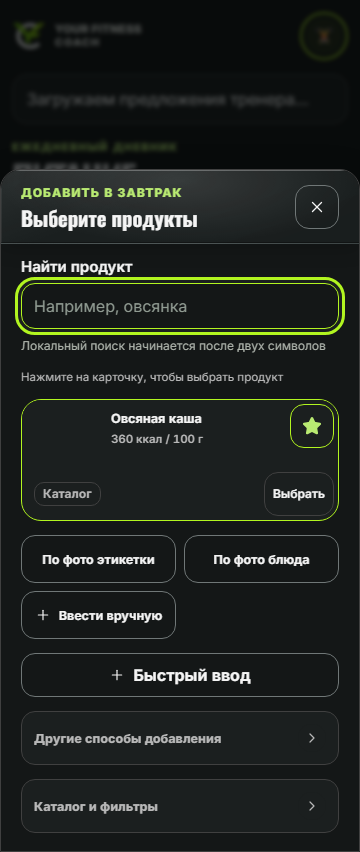 YOUR FITNESS
COACH
Загружаем предложения тренера...
ЕЖЕДНЕВНЫЙ ДНЕВНИК
ДОБАВИТЬ В ЗАВТРАК
Выберите продукты
Найти продукт
Например, овсянка
Локальный поиск начинается после двух символов
Нажмите на карточку, чтобы выбрать продукт
Овсяная каша
360 ккал / 100 г
Каталог
Выбрать
По фото этикетки
По фото блюда
+ Ввести вручную
+ Быстрый ввод
Другие способы добавления
Каталог и фильтры